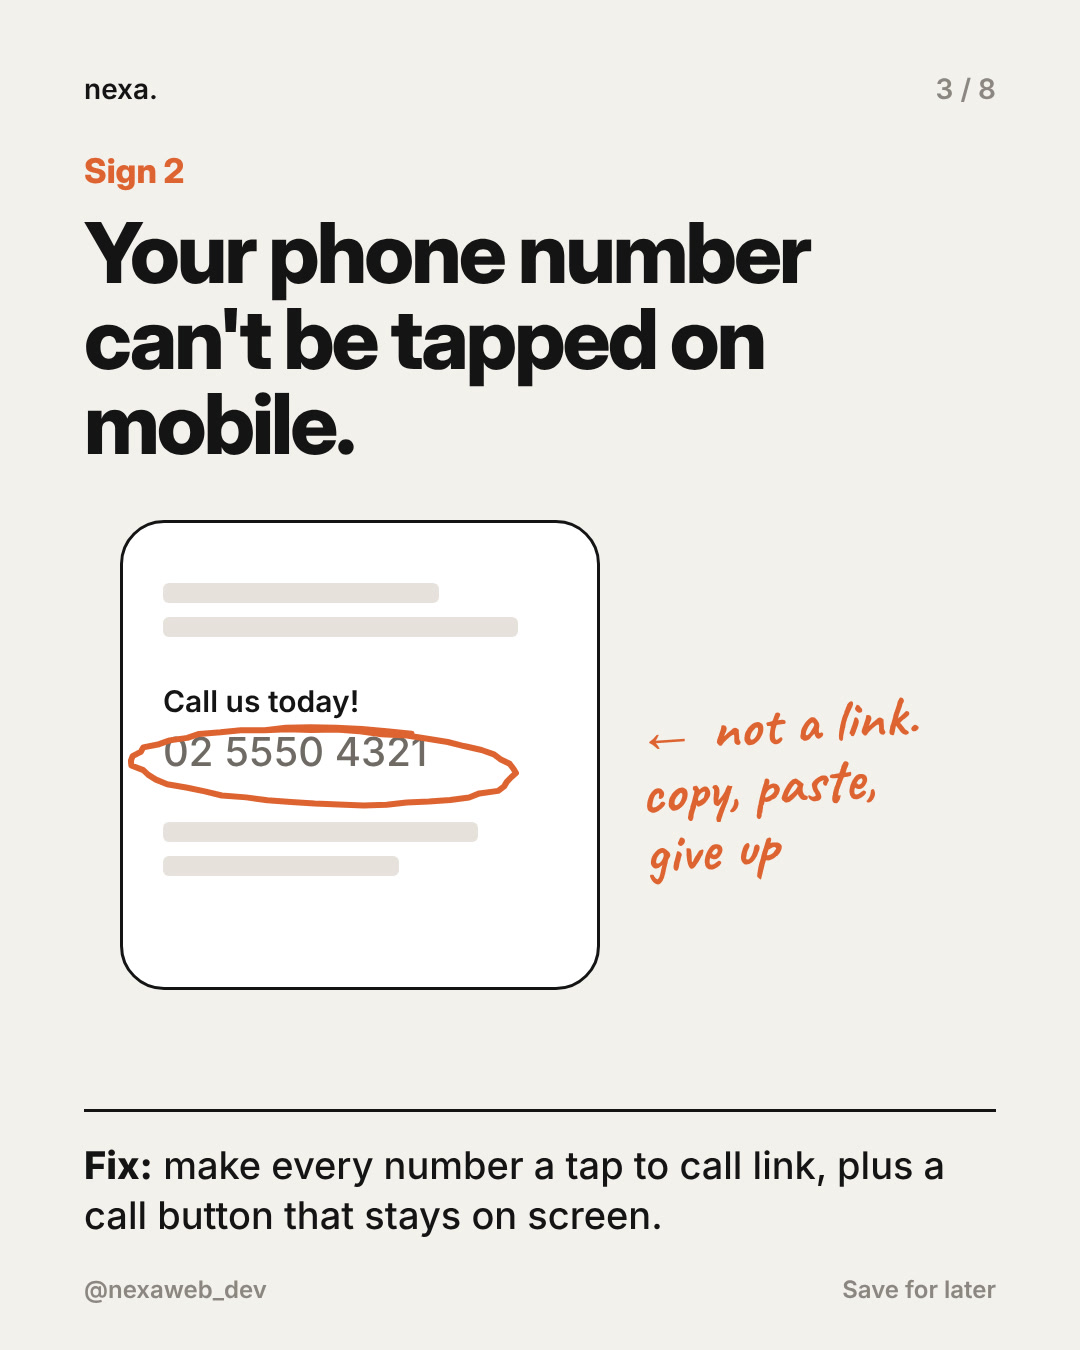 nexa.
3 / 8
Sign 2
Your phone number
can't be tapped on
mobile.
Call us today!
02 5550 4321
← not a link.
copy, paste,
give up
Fix: make every number a tap to call link, plus a
call button that stays on screen.
@nexaweb_dev
Save for later